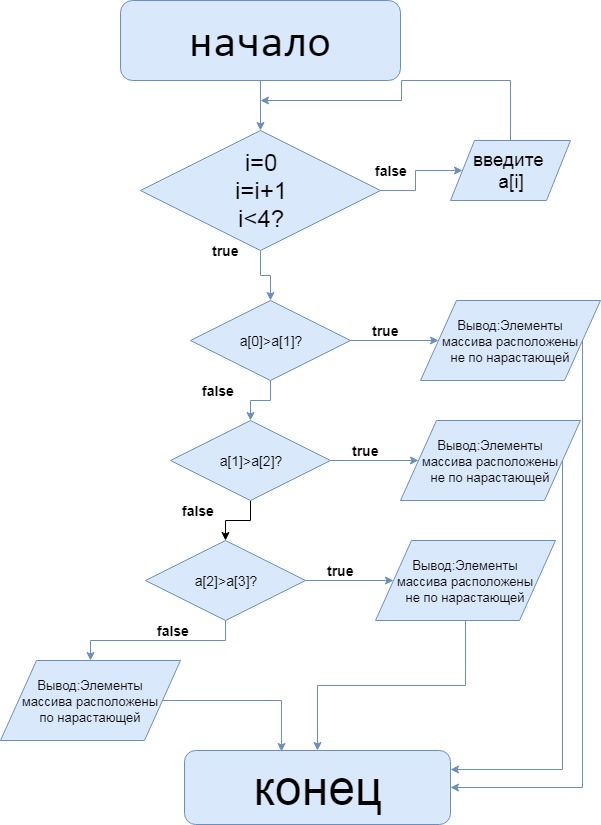 начало
i=0
i=i+1
i<4?
false
введите
a[i]
true
a[0]>a[1]?
true
Вывод:Элементы
массива расположены
не по нарастающей
false
a[1]>a[2]?
true
Вывод:Элементы
массива расположены
не по нарастающей
false
a[2]>a[3]?
true
Вывод:Элементы
массива расположены
не по нарастающей
false
Вывод:Элементы
массива расположены
по нарастающей
конец